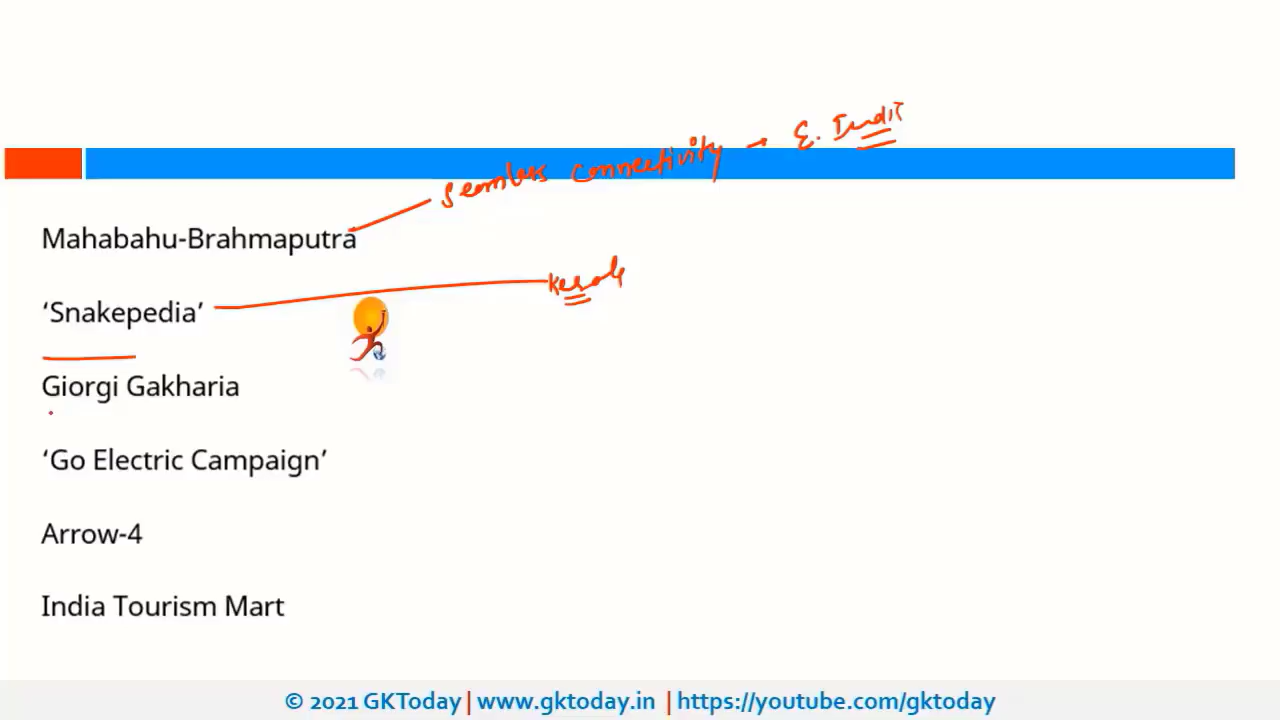 Seamless connectivity → E. India
Mahabahu-Brahmaputra
Kerala
‘Snakepedia’
Giorgi Gakharia
‘Go Electric Campaign’
Arrow-4
India Tourism Mart
© 2021 GKToday | www.gktoday.in | https://youtube.com/gktoday